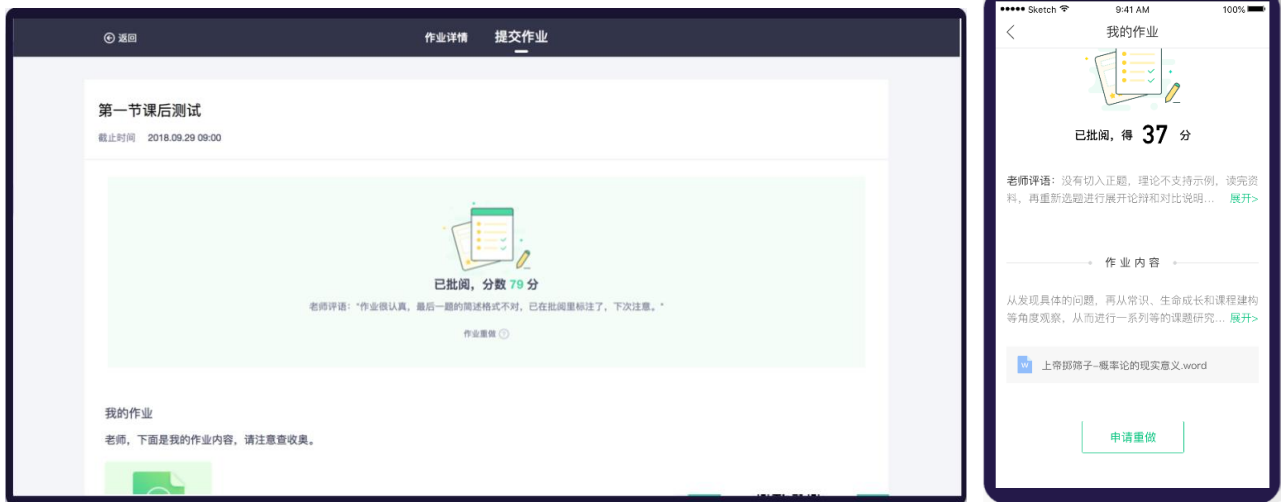 返回
作业详情
提交作业
第一节课后测试
截止时间 2018.09.29 09:00
已批阅，分数 79 分
老师评语："作业很认真，最后一题的简述格式不对，已在批阅里标注了，下次注意。"
作业重做 ?
我的作业
老师，下面是我的作业内容，请注意查收奥。
Sketch 9:41 AM 100%
我的作业
已批阅，得 37 分
老师评语：没有切入正题，理论不支持示例，读完资
料，再重新选题进行展开论辩和对比说明... 展开>
作业内容
从发现具体的问题，再从常识、生命成长和课程建构
等角度观察，从而进行一系列等的课题研究... 展开>
W 上帝掷筛子–概率论的现实意义.word
申请重做